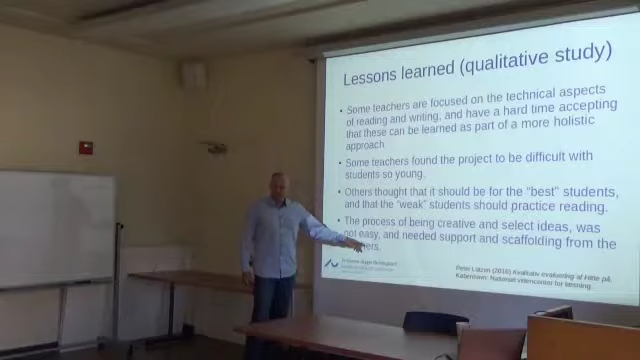 Lessons learned (qualitative study)
• Some teachers are focused on the technical aspects
of reading and writing, and have a hard time accepting
that these can be learned as part of a more holistic
approach
• Some teachers found the project to be difficult with
students so young.
• Others thought that it should be for the “best” students,
and that the “weak” students should practice reading.
• The process of being creative and select ideas, was
not easy, and needed support and scaffolding from the
Peter (2016) Kvalitativ evaluering af
København: Nationalt videncenter for læsning.